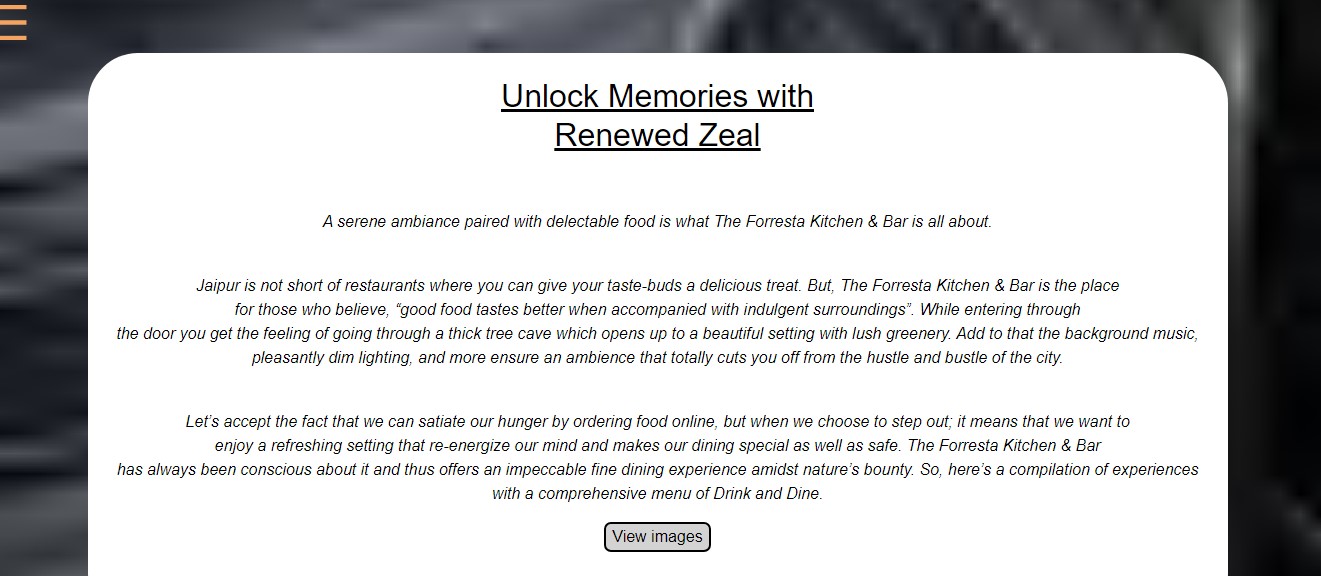 Unlock Memories with
Renewed Zeal
A serene ambiance paired with delectable food is what The Forresta Kitchen & Bar is all about.
Jaipur is not short of restaurants where you can give your taste-buds a delicious treat. But, The Forresta Kitchen & Bar is the place
for those who believe, “good food tastes better when accompanied with indulgent surroundings”. While entering through
the door you get the feeling of going through a thick tree cave which opens up to a beautiful setting with lush greenery. Add to that the background music,
pleasantly dim lighting, and more ensure an ambience that totally cuts you off from the hustle and bustle of the city.
Let’s accept the fact that we can satiate our hunger by ordering food online, but when we choose to step out; it means that we want to
enjoy a refreshing setting that re-energize our mind and makes our dining special as well as safe. The Forresta Kitchen & Bar
has always been conscious about it and thus offers an impeccable fine dining experience amidst nature’s bounty. So, here’s a compilation of experiences
with a comprehensive menu of Drink and Dine.
View images